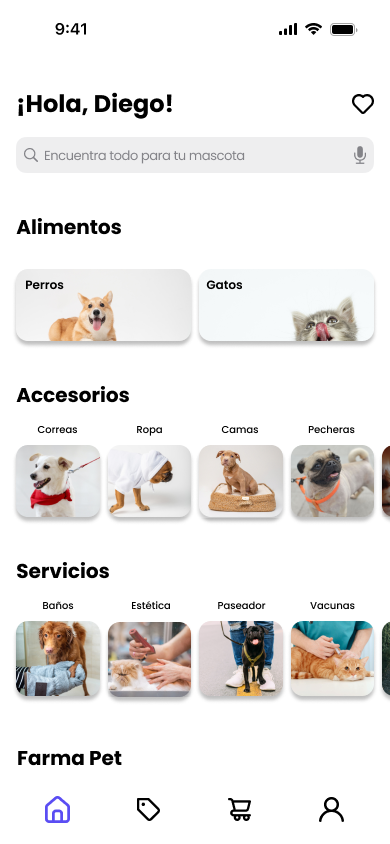 9:41
¡Hola, Diego!
Encuentra todo para tu mascota
Alimentos
Perros
Gatos
Accesorios
Correas
Ropa
Camas
Pecheras
Servicios
Baños
Estética
Paseador
Vacunas
Farma Pet